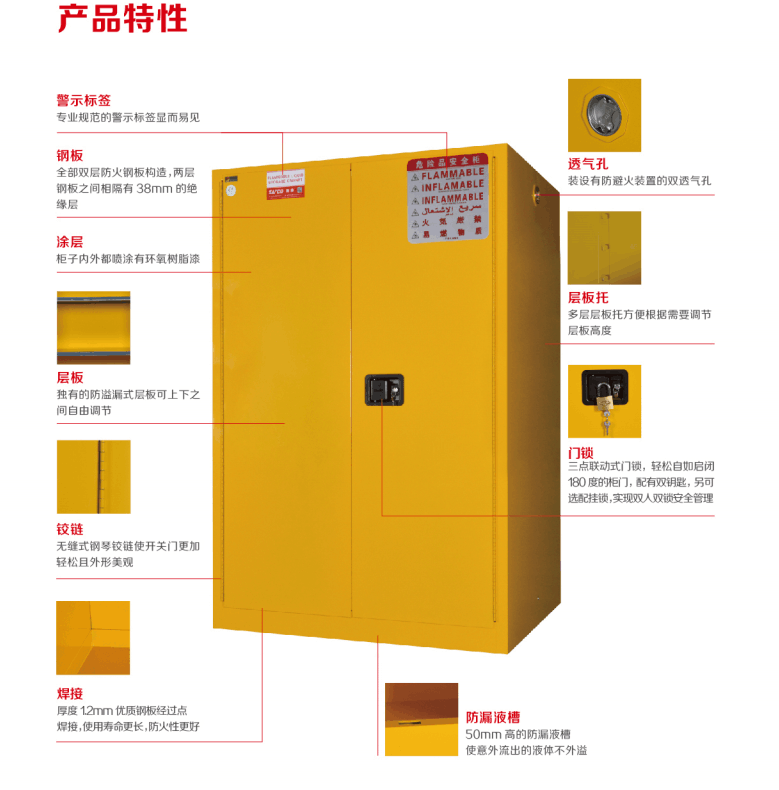 产品特性
警示标签
专业规范的警示标签显而易见
钢板
全部双层防火钢板构造,两层
钢板之间相隔有 38mm 的绝
缘层
涂层
柜子内外都喷涂有环氧树脂漆
层板
独有的防溢漏式层板可上下之
间自由调节
铰链
无缝式钢琴铰链使开关门更加
轻松且外形美观
焊接
厚度 1.2mm 优质钢板经过点
焊接,使用寿命更长,防火性更好
危险品安全柜
FLAMMABLE
INFLAMABLE
INFLAMMABLE
سريع الإشتعال
火気厳禁
易燃物质
透气孔
装设有防避火装置的双透气孔
层板托
多层层板托方便根据需要调节
层板高度
门锁
三点联动式门锁，轻松自如启闭
180 度的柜门，配有双钥匙，另可
选配挂锁,实现双人双锁安全管理
防漏液槽
50mm 高的防漏液槽
使意外流出的液体不外溢